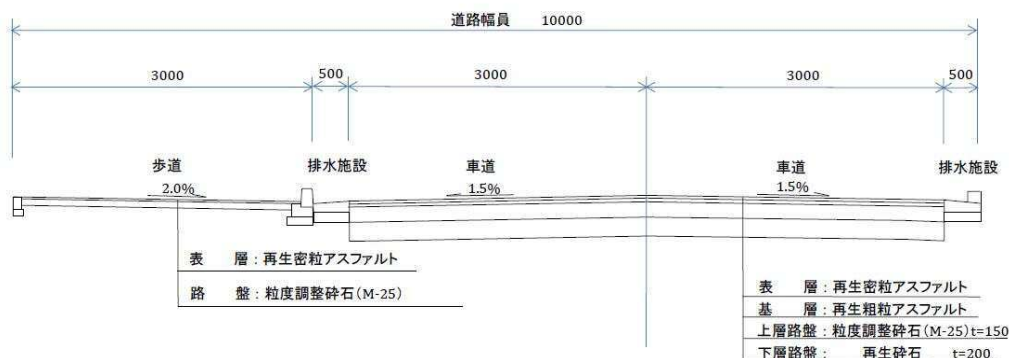 道路幅員 10000
3000 500 3000 3000 500
歩道 排水施設 車道 車道 排水施設
2.0% 1.5% 1.5%
表 層：再生密粒アスファルト
路 盤：粒度調整砕石(M-25)
表 層：再生密粒アスファルト
基 層：再生粗粒アスファルト
上層路盤：粒度調整砕石(M-25)t=150
下層路盤： 再生砕石 t=200